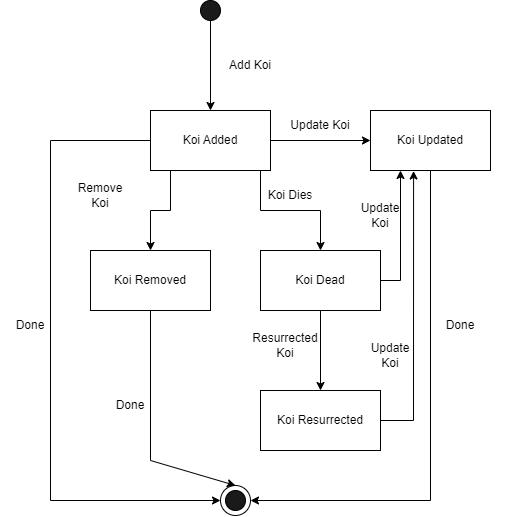 Add Koi
Koi Added
Update Koi
Koi Updated
Remove
Koi
Koi Dies
Update
Koi
Koi Removed
Koi Dead
Done
Resurrected
Koi
Update
Koi
Done
Done
Koi Resurrected